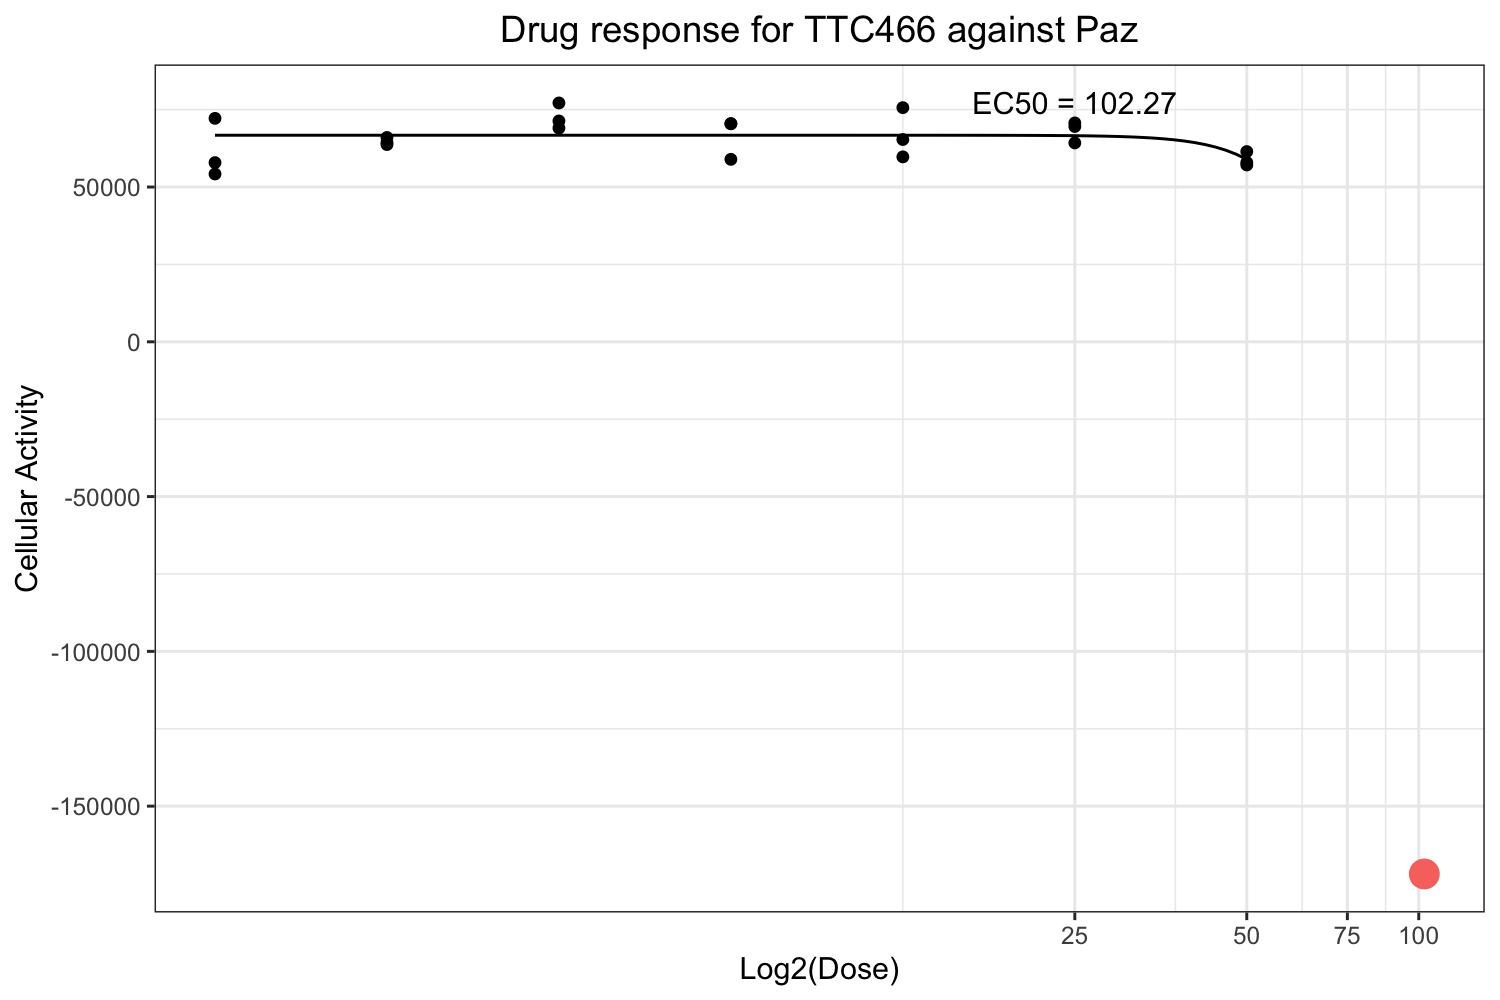 Drug response for TTC466 against Paz
EC50 = 102.27
50000
0
-50000
-100000
-150000
Cellular Activity
25 50 75 100
Log2(Dose)